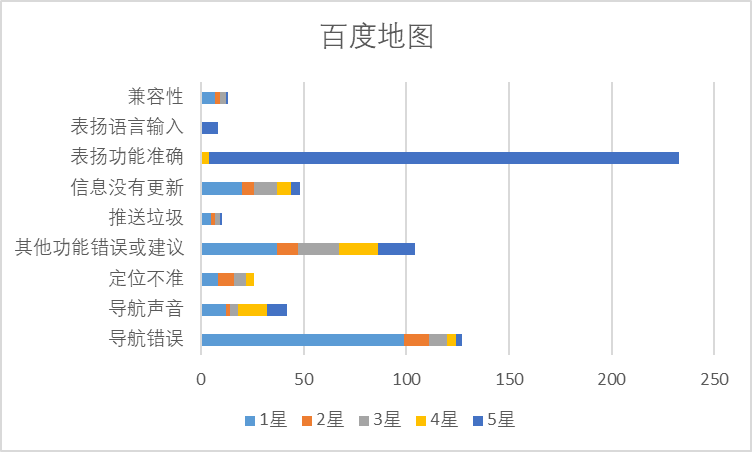 百度地图
兼容性
表扬语言输入
表扬功能准确
信息没有更新
推送垃圾
其他功能错误或建议
定位不准
导航声音
导航错误
0 50 100 150 200 250
1星 2星 3星 4星 5星